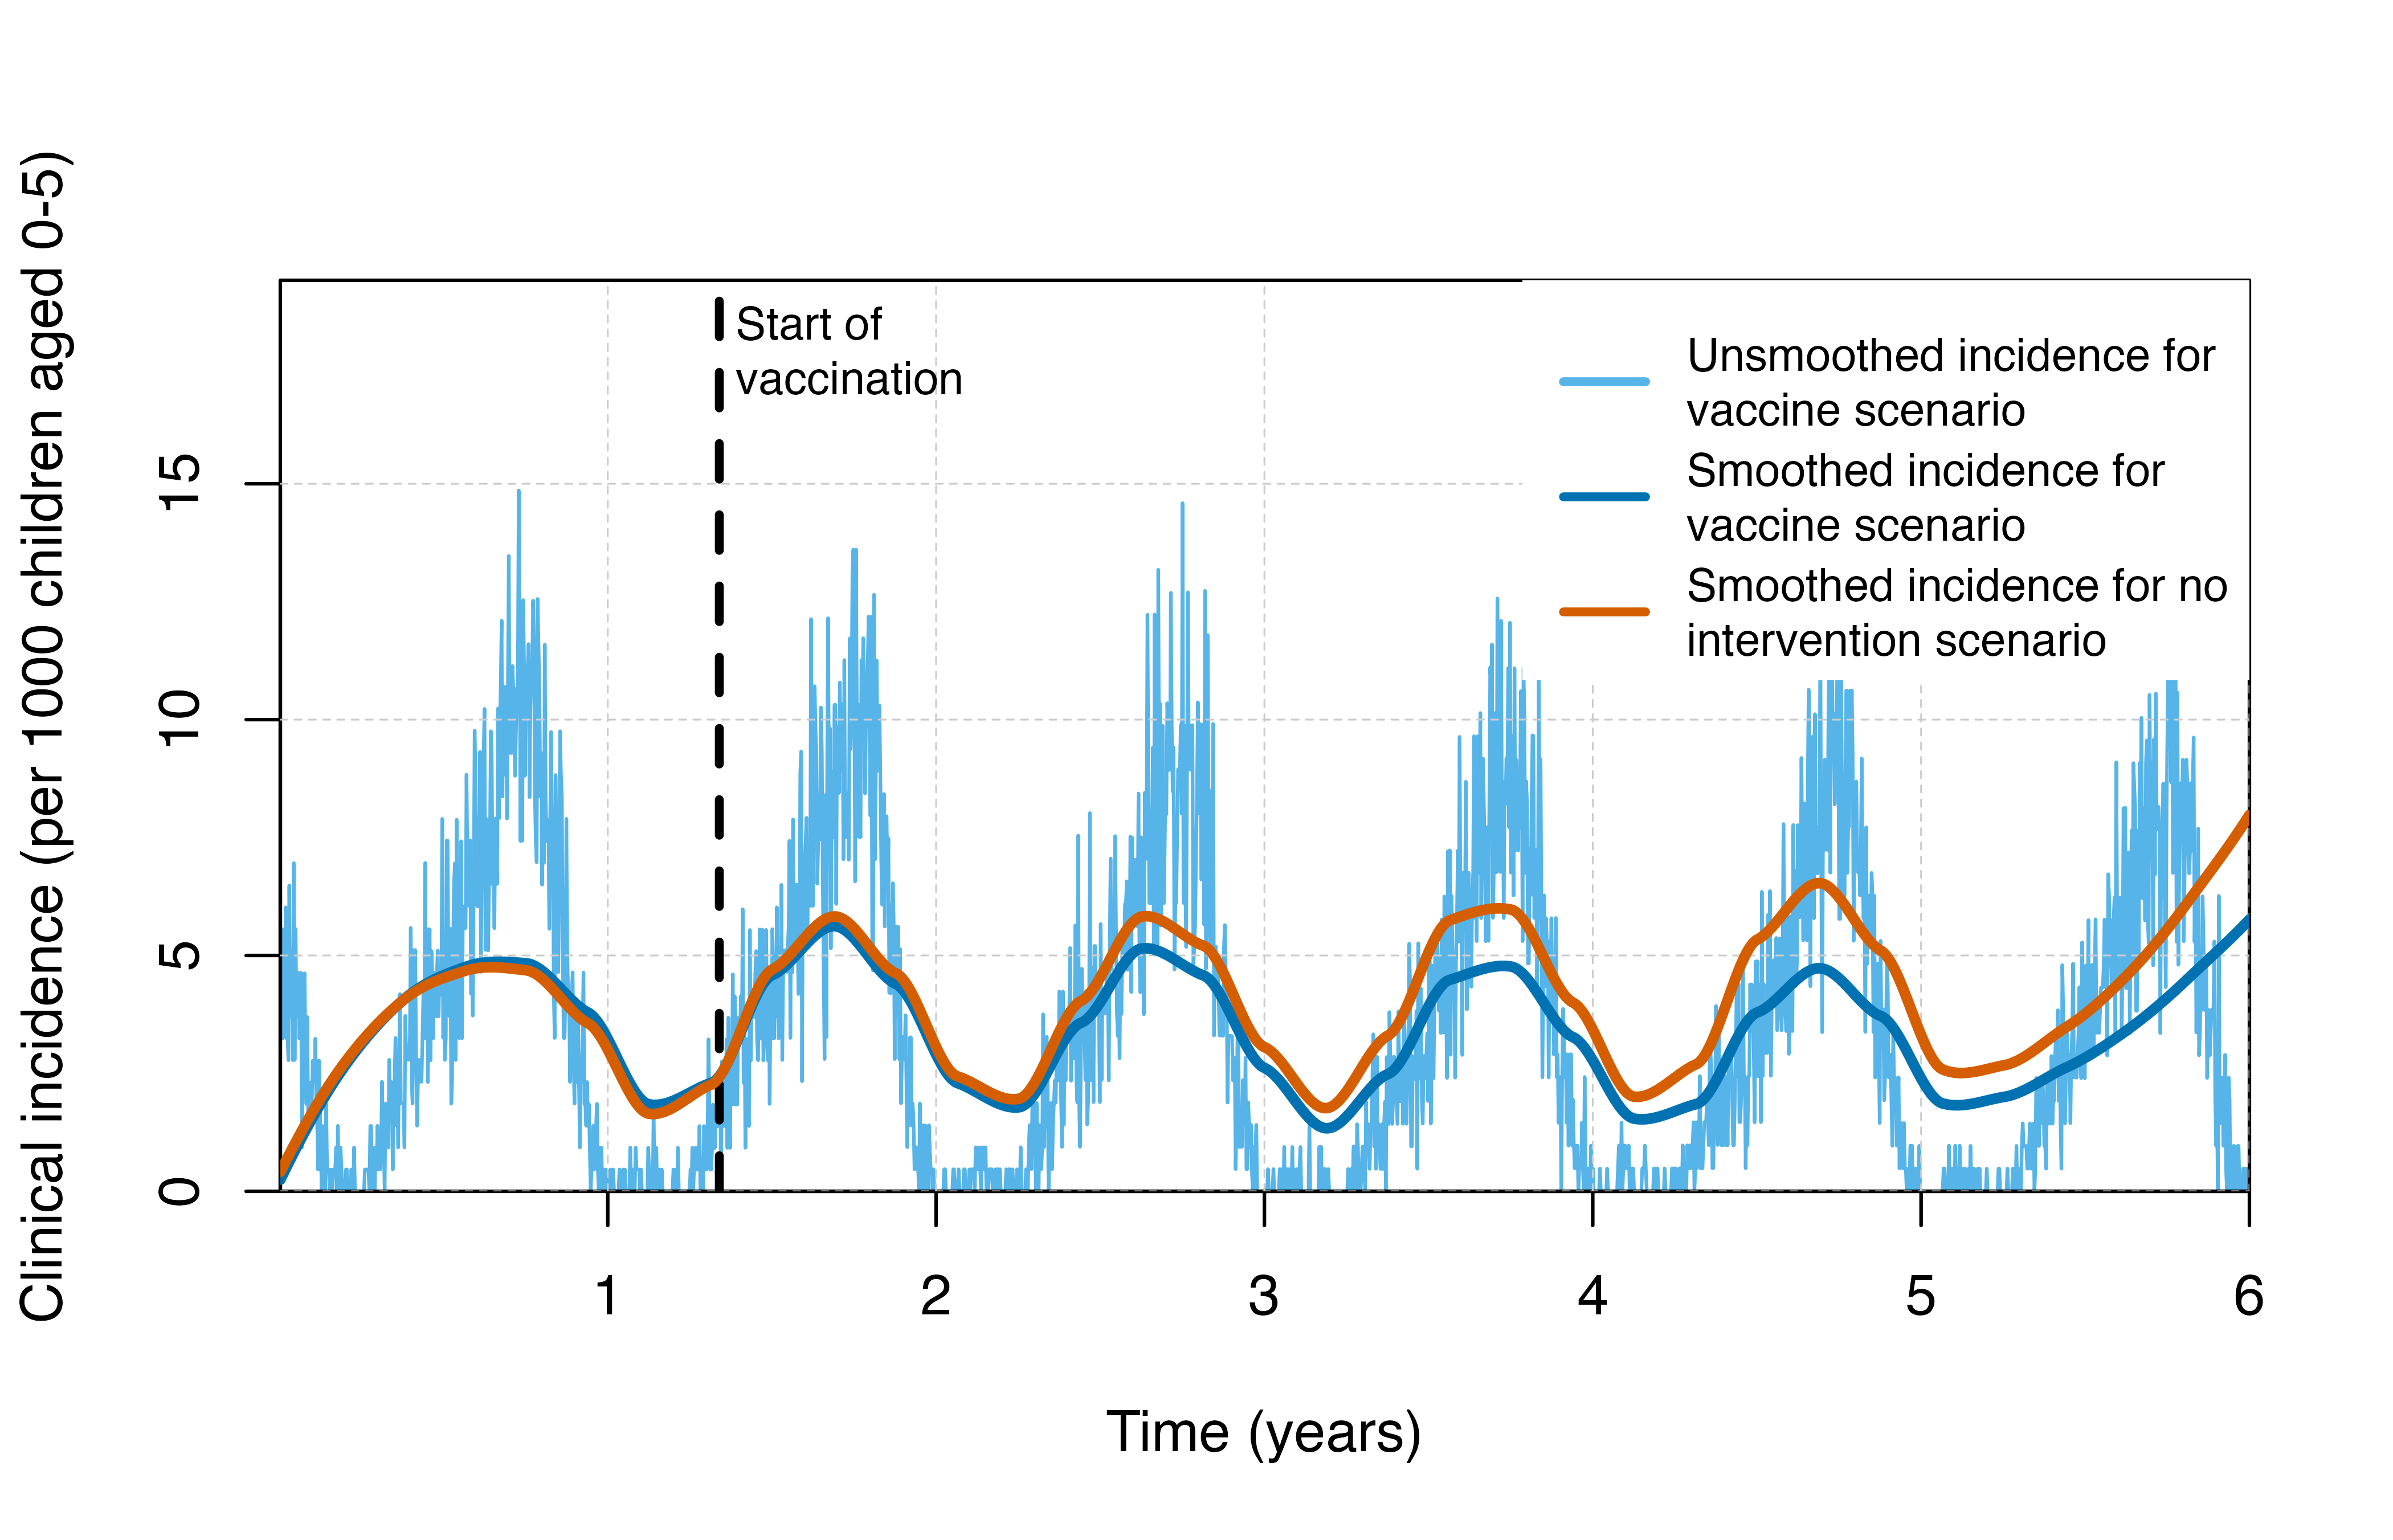 Clinical incidence (per 1000 children aged 0-5)
15
10
5
0
Start of
vaccination
Unsmoothed incidence for
vaccine scenario
Smoothed incidence for
vaccine scenario
Smoothed incidence for no
intervention scenario
1 2 3 4 5 6
Time (years)